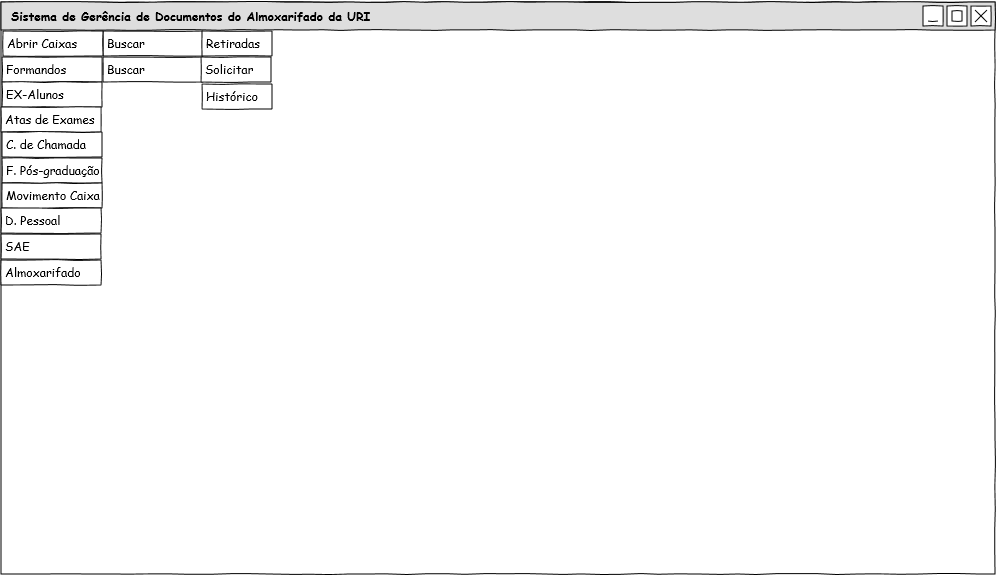 Sistema de Gerência de Documentos do Almoxarifado da URI
Abrir Caixas Buscar Retiradas
Formandos Buscar Solicitar
EX-Alunos Histórico
Atas de Exames
C. de Chamada
F. Pós-graduação
Movimento Caixa
D. Pessoal
SAE
Almoxarifado